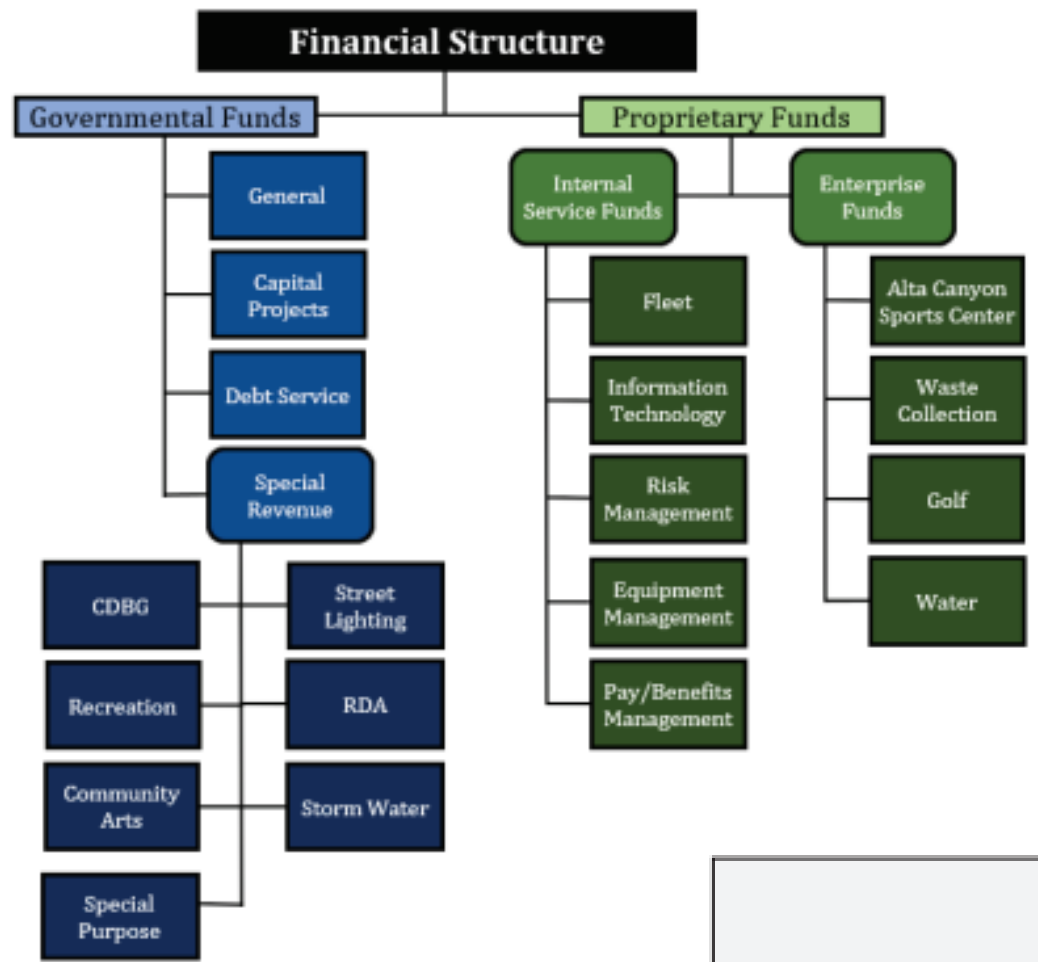 Financial Structure
Governmental Funds
General
Capital
Projects
Debt Service
Special
Revenue
CDBG
Street
Lighting
Recreation
RDA
Community
Arts
Storm Water
Special
Purpose
Proprietary Funds
Internal
Service Funds
Fleet
Information
Technology
Risk
Management
Equipment
Management
Pay/Benefits
Management
Enterprise
Funds
Alta Canyon
Sports Center
Waste
Collection
Golf
Water